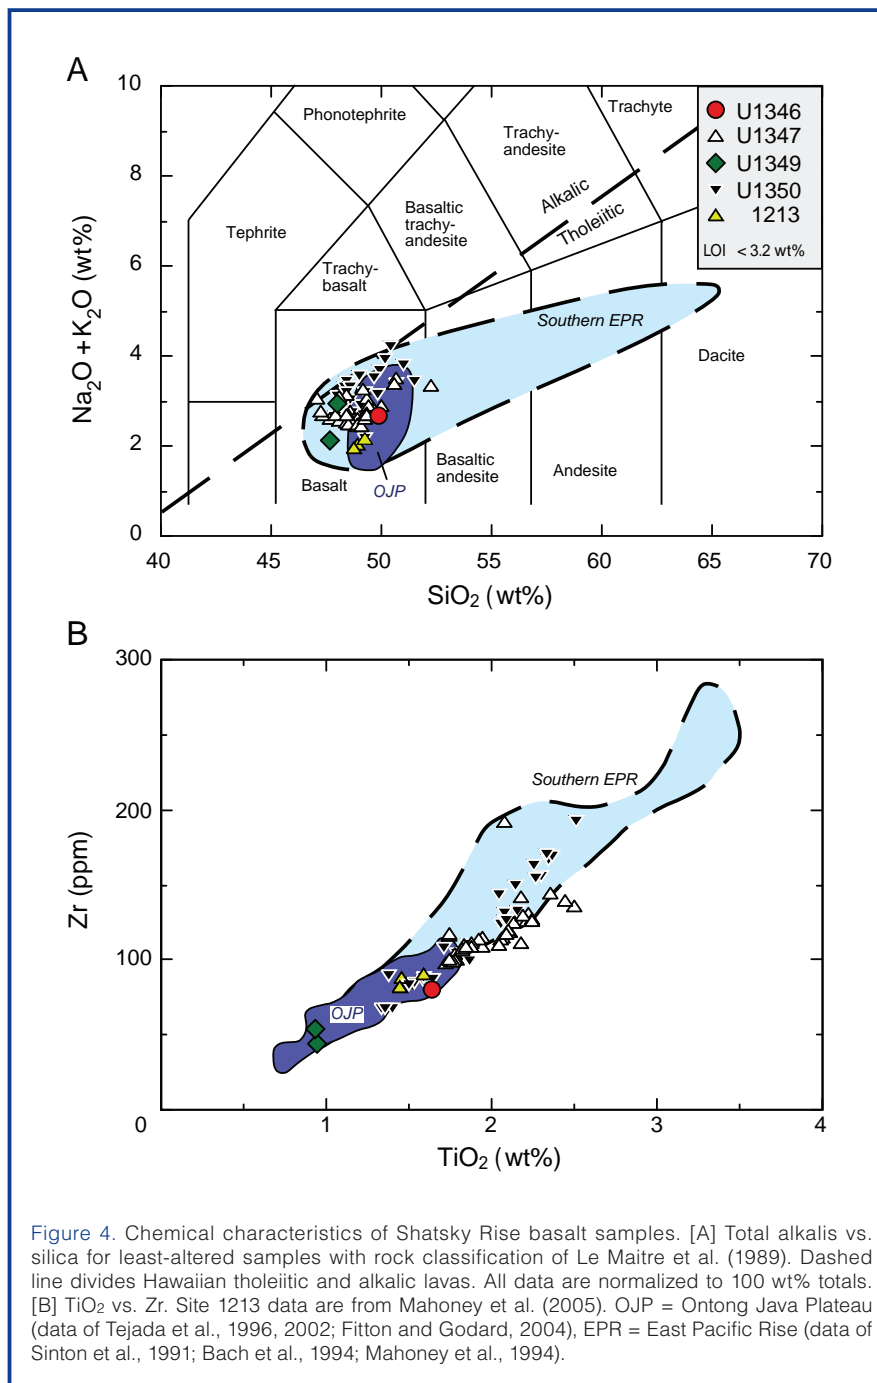 A
10
8
6
4
2
0
Na2O + K2O (wt%)
40
45
50
55
60
65
70
SiO2 (wt%)
Phonotephrite
Trachy-
andesite
Trachyte
Tephrite
Basaltic
trachy-
andesite
Alkalic
Tholeiitic
Trachy-
basalt
Southern EPR
Dacite
Basalt
OJP
Basaltic
andesite
Andesite
U1346
U1347
U1349
U1350
1213
LOI < 3.2 wt%
B
300
200
100
0
Zr (ppm)
1
2
3
4
TiO2 (wt%)
Southern EPR
OJP
Figure 4. Chemical characteristics of Shatsky Rise basalt samples. [A] Total alkalis vs.
silica for least-altered samples with rock classification of Le Maitre et al. (1989). Dashed
line divides Hawaiian tholeiitic and alkalic lavas. All data are normalized to 100 wt% totals.
[B] TiO2 vs. Zr. Site 1213 data are from Mahoney et al. (2005). OJP = Ontong Java Plateau
(data of Tejada et al., 1996, 2002; Fitton and Godard, 2004), EPR = East Pacific Rise (data of
Sinton et al., 1991; Bach et al., 1994; Mahoney et al., 1994).